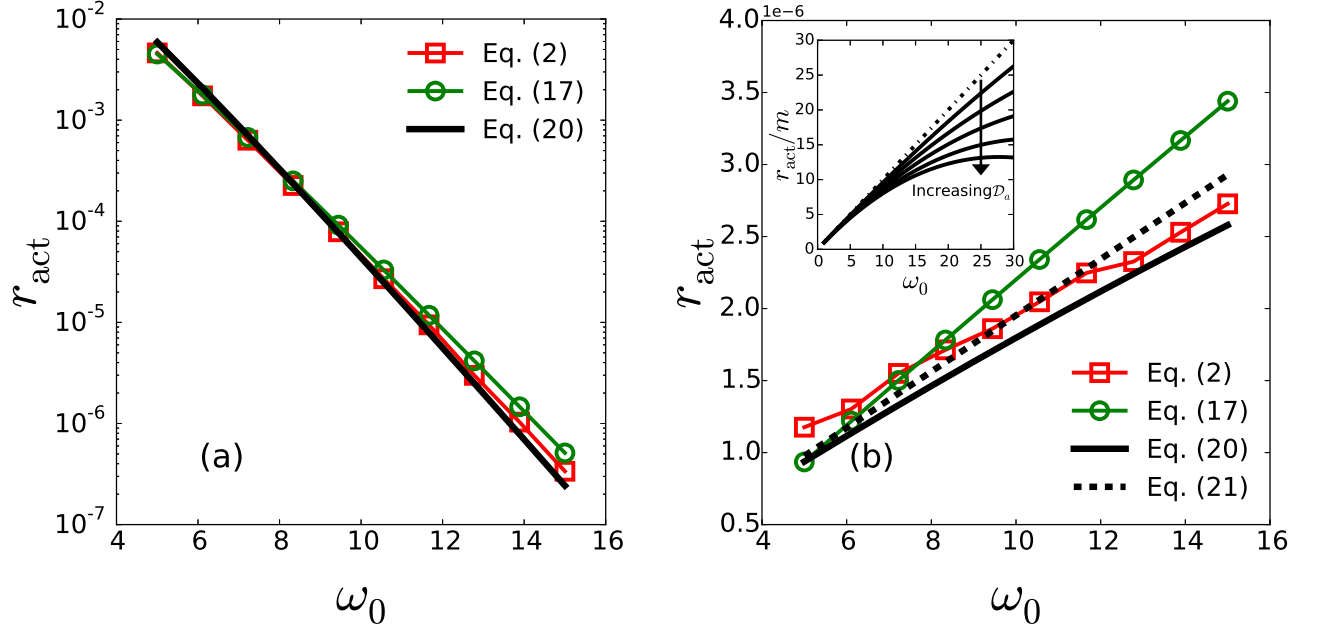 10^-2
10^-3
10^-4
10^-5
10^-6
10^-7
r_act
4 6 8 10 12 14 16
ω_0
Eq. (2)
Eq. (17)
Eq. (20)
(a)
1e−6
4.0
3.5
3.0
2.5
2.0
1.5
1.0
0.5
r_act
4 6 8 10 12 14 16
ω_0
30
25
20
15
10
5
0
r_act/m
0 5 10 15 20 25 30
ω_0
Increasing𝒟_a
Eq. (2)
Eq. (17)
Eq. (20)
Eq. (21)
(b)